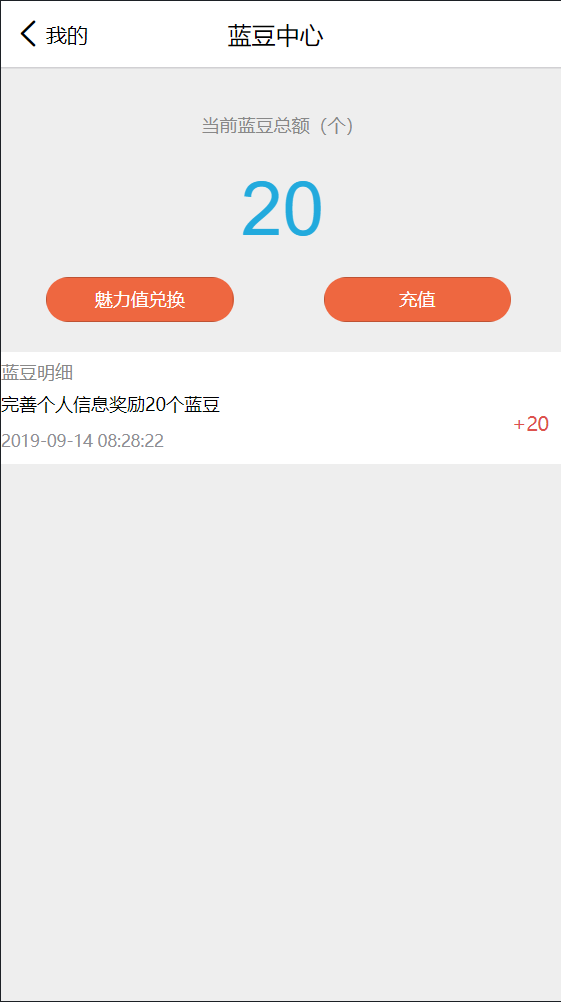 我的
蓝豆中心
当前蓝豆总额（个）
20
魅力值兑换
充值
蓝豆明细
完善个人信息奖励20个蓝豆
+20
2019-09-14 08:28:22